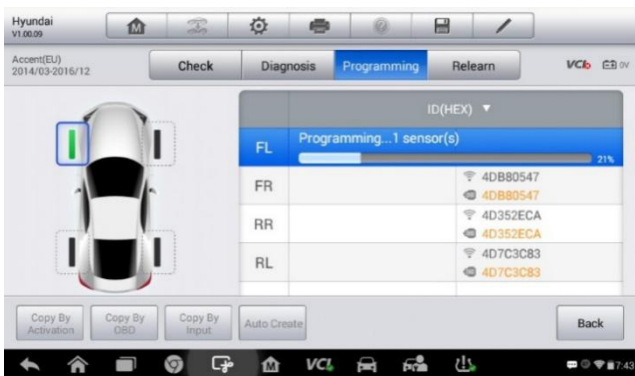 Hyundai
V1.00.09
Accent(EU)
2014/03-2016/12
Check
Diagnosis
Programming
Relearn
VCI
0V
ID(HEX) ▼
FL
Programming...1 sensor(s)
21%
FR
4DB80547
4DB80547
RR
4D352ECA
4D352ECA
RL
4D7C3C83
4D7C3C83
Copy By
Activation
Copy By
OBD
Copy By
Input
Auto Create
Back
VCI
7:43